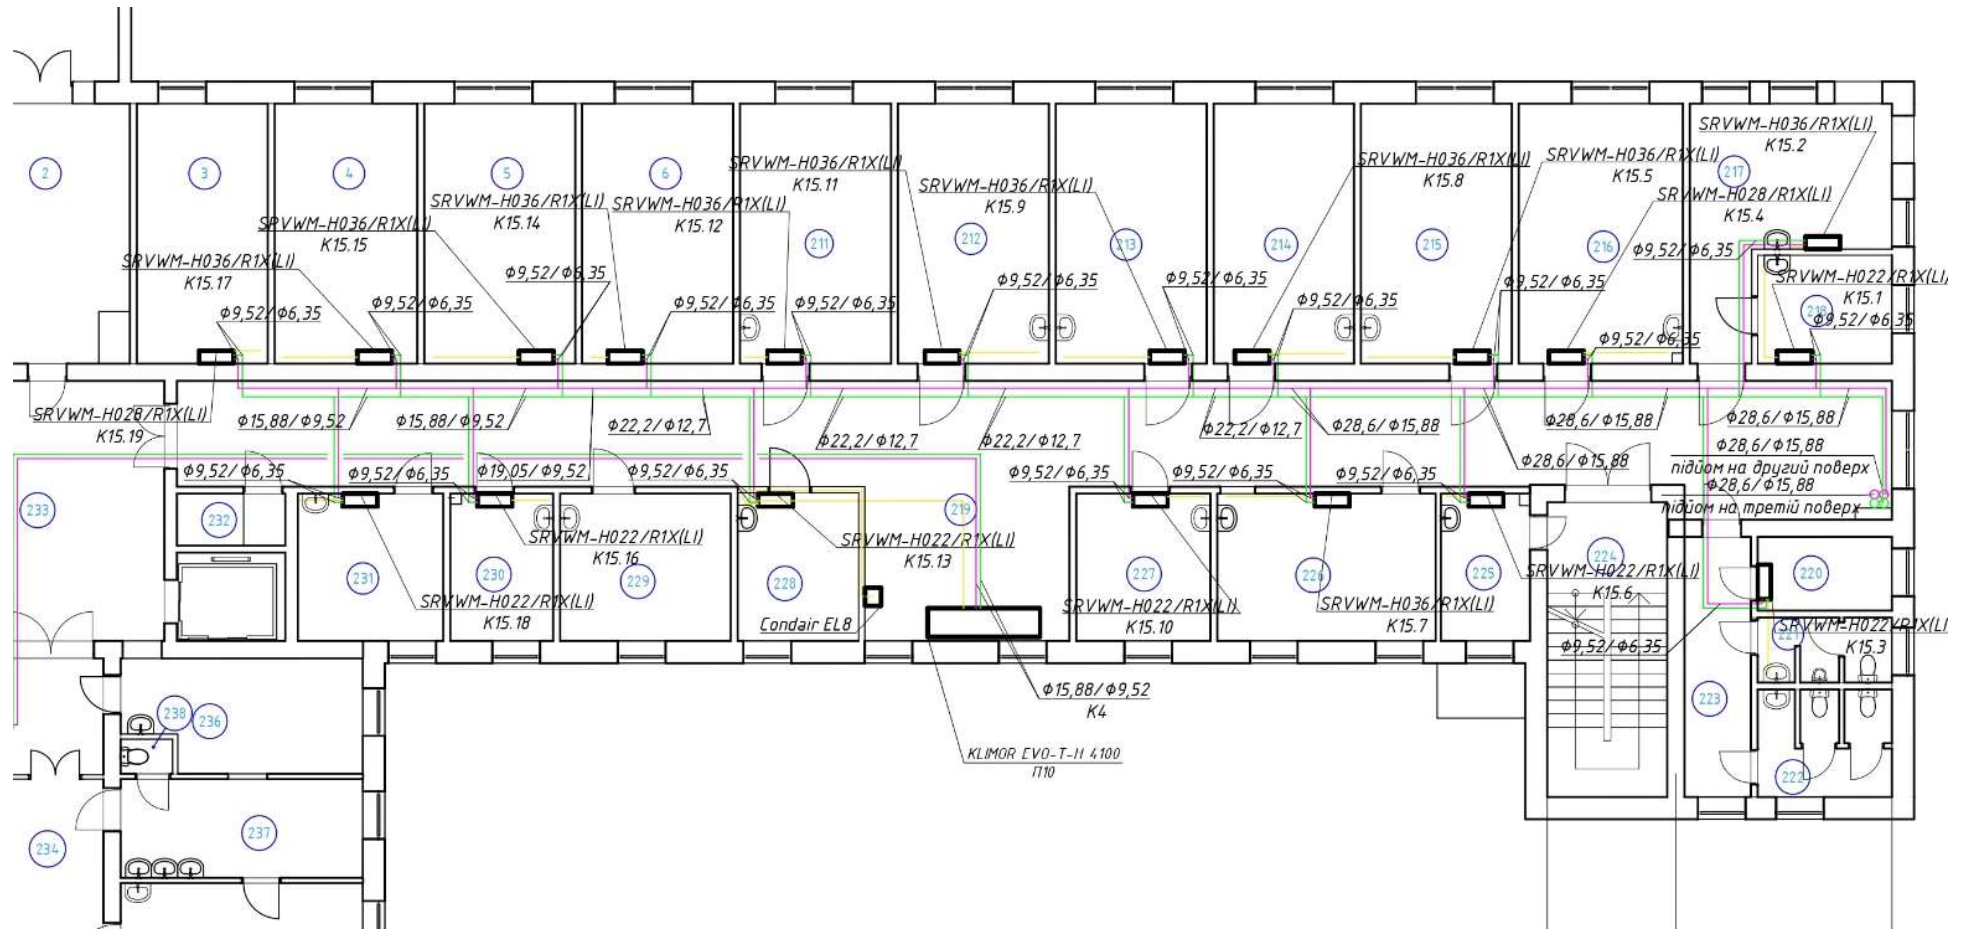 2
3
4
5
6
SRVWM-H036/R1X(LI)
K15.11
SRVWM-H036/R1X(LI)
K15.9
SRVWM-H036/R1X(LI)
K15.8
SRVWM-H036/R1X(LI)
K15.5
SRVWM-H036/R1X(LI)
K15.2
217
SRVWM-H028/R1X(LI)
K15.4
SRVWM-H036/R1X(LI)
K15.17
SRVWM-H036/R1X(LI)
K15.15
SRVWM-H036/R1X(LI)
K15.14
SRVWM-H036/R1X(LI)
K15.12
211
212
213
214
215
216
Φ9,52/Φ6,35
SRVWM-H022/R1X(LI)
K15.1
218
Φ9,52/Φ6,35
Φ9,52/Φ6,35
Φ9,52/Φ6,35
Φ9,52/Φ6,35
Φ9,52/Φ6,35
Φ9,52/Φ6,35
Φ9,52/Φ6,35
Φ9,52/Φ6,35
Φ9,52/Φ6,35
Φ9,52/Φ6,35
Φ9,52/Φ6,35
SRVWM-H028/R1X(LI)
K15.19
Φ15,88/Φ9,52
Φ15,88/Φ9,52
Φ22,2/Φ12,7
Φ22,2/Φ12,7
Φ22,2/Φ12,7
Φ22,2/Φ12,7
Φ28,6/Φ15,88
Φ28,6/Φ15,88
Φ28,6/Φ15,88
Φ9,52/Φ6,35
Φ9,52/Φ6,35
Φ19,05/Φ9,52
Φ9,52/Φ6,35
Φ9,52/Φ6,35
Φ9,52/Φ6,35
Φ9,52/Φ6,35
Φ28,6/Φ15,88
Φ28,6/Φ15,88
підйом на другий поверх
Φ28,6/Φ15,88
підйом на третій поверх
233
232
219
SRVWM-H022/R1X(LI)
K15.16
SRVWM-H022/R1X(LI)
K15.13
231
230
229
228
227
226
225
224
220
SRVWM-H022/R1X(LI)
K15.18
Condair EL8
SRVWM-H022/R1X(LI)
K15.10
SRVWM-H036/R1X(LI)
K15.7
SRVWM-H022/R1X(LI)
K15.6
221
SRVWM-H022/R1X(LI
K15.3
Φ9,52/Φ6,35
Φ15,88/Φ9,52
K4
238
236
223
KLIMOR EVO-T-H 4100
П10
222
237
234